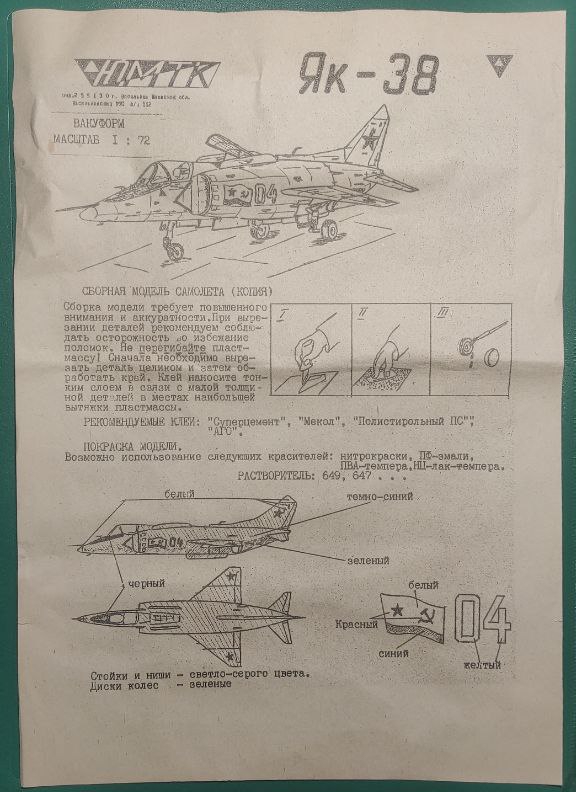 Як-38
ВАКУФОРМ
МАСШТАБ I : 72
04
СБОРНАЯ МОДЕЛЬ САМОЛЕТА (КОПИЯ)
Сборка модели требует повышенного
внимания и аккуратности.При выре-
зании деталей рекомендуем соблю-
дать осторожность во избежание
поломок. Не перегибайте пласт-
массу! Сначала необходимо выре-
зать деталь целиком и затем об-
работать край. Клей наносите тон-
ким слоем в связи с малой толщи-
ной деталей в местах наибольшей
вытяжки пластмассы.
I
II
III
РЕКОМЕНДУЕМЫЕ КЛЕИ: "Суперцемент", "Мекол", "Полистирольный ПС",
"АГО".
ПОКРАСКА МОДЕЛИ.
Возможно использование следующих красителей: нитрокраски, ПФ-эмали,
ПВА-темпера,НЦ-лак-темпера.
РАСТВОРИТЕЛЬ: 649, 647 . . .
белый
темно-синий
04
зеленый
черный
белый
Красный
04
синий
желтый
Стойки и ниши - светло-серого цвета.
Диски колес - зеленые